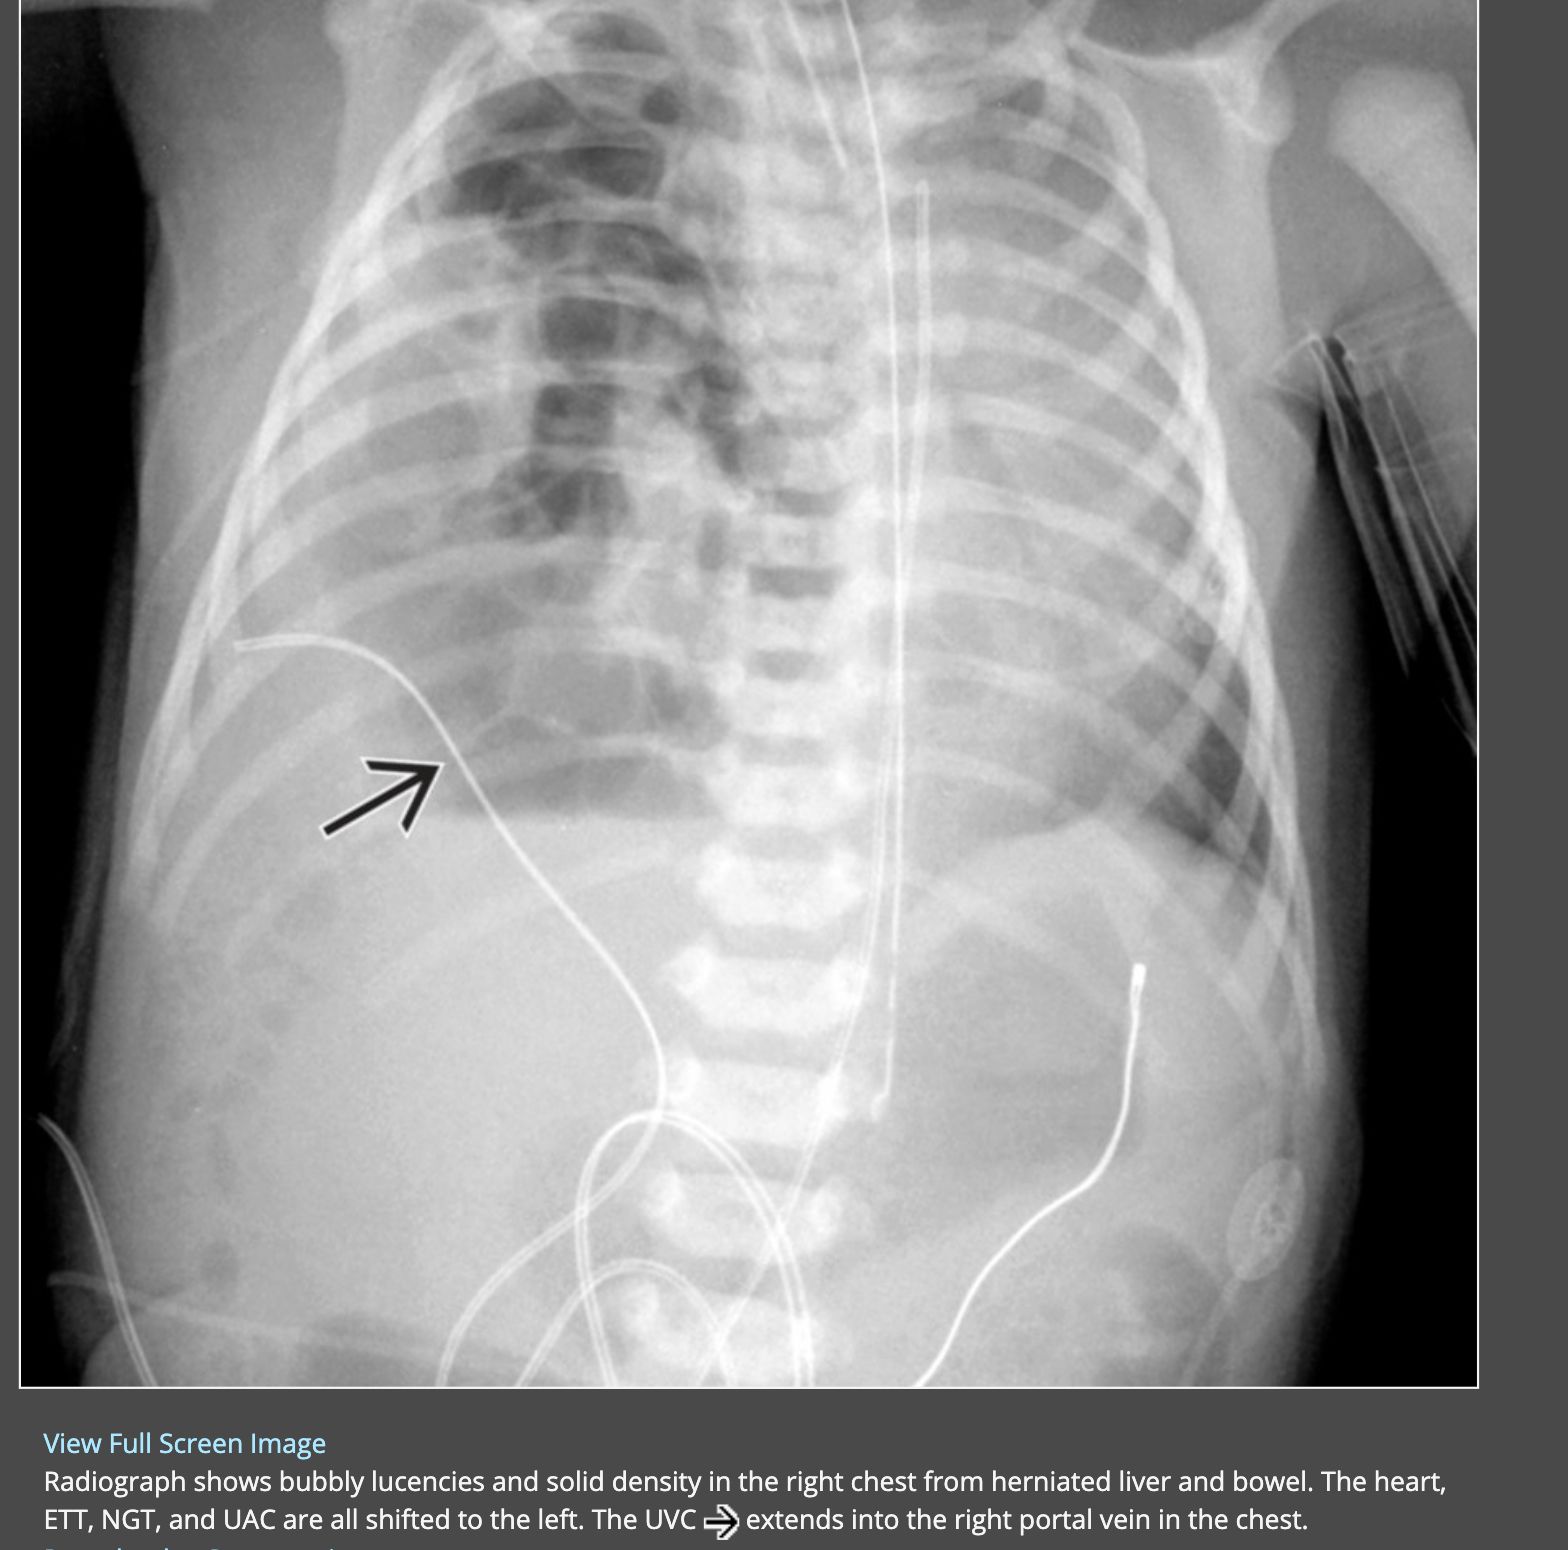 View Full Screen Image
Radiograph shows bubbly lucencies and solid density in the right chest from herniated liver and bowel. The heart,
ETT, NGT, and UAC are all shifted to the left. The UVC extends into the right portal vein in the chest.